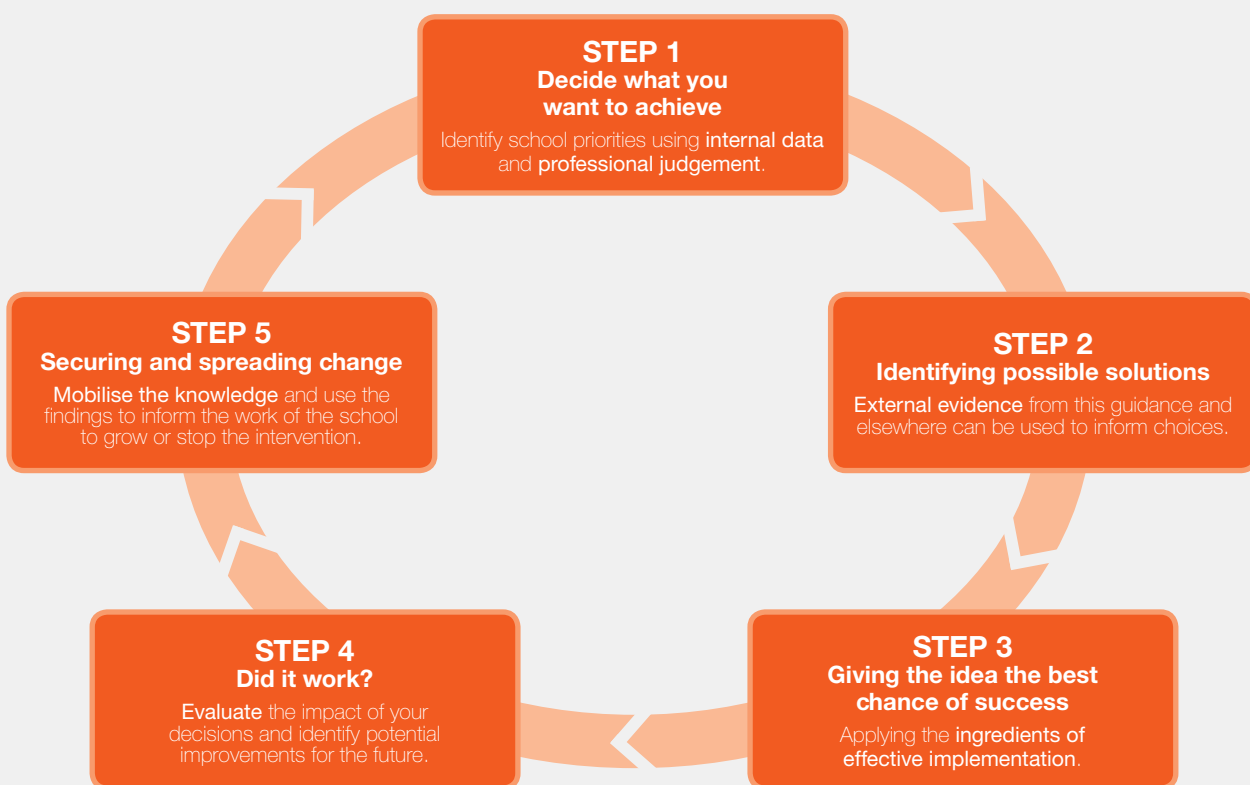 STEP 1
Decide what you
want to achieve
Identify school priorities using internal data
and professional judgement.
STEP 2
Identifying possible solutions
External evidence from this guidance and
elsewhere can be used to inform choices.
STEP 3
Giving the idea the best
chance of success
Applying the ingredients of
effective implementation.
STEP 4
Did it work?
Evaluate the impact of your
decisions and identify potential
improvements for the future.
STEP 5
Securing and spreading change
Mobilise the knowledge and use the
findings to inform the work of the school
to grow or stop the intervention.